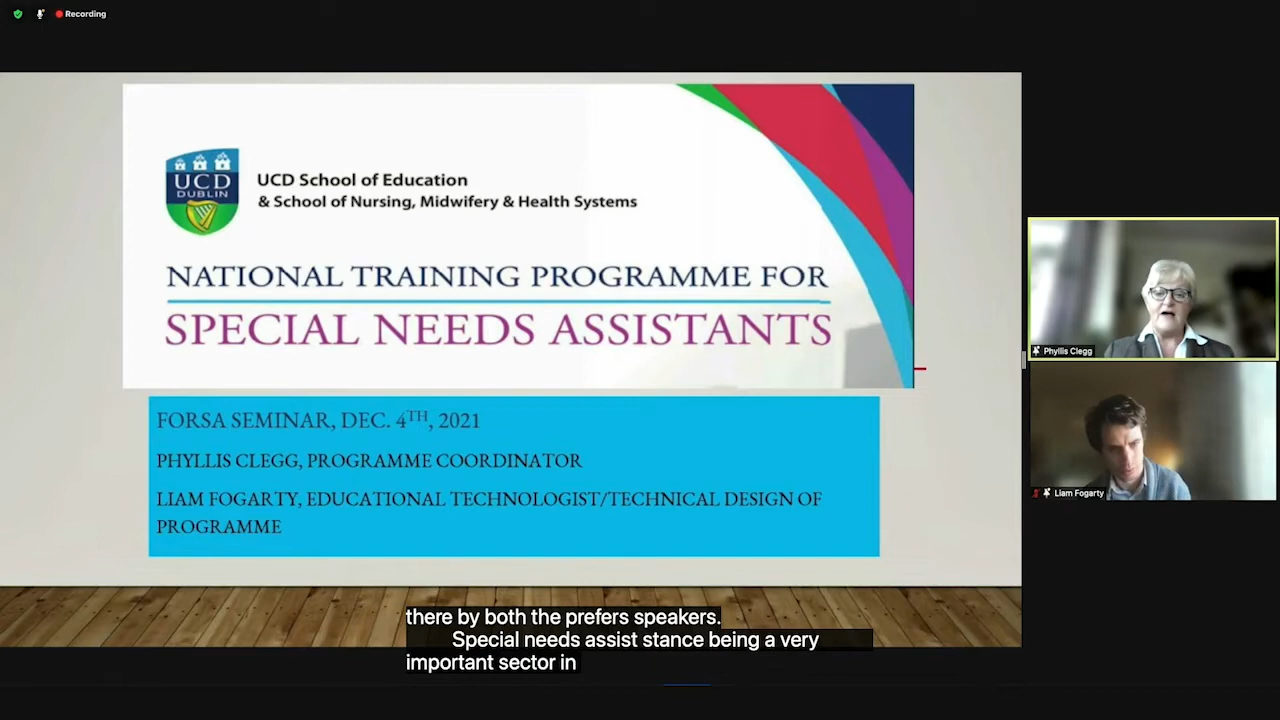 Recording
UCD
DUBLIN
UCD School of Education
& School of Nursing, Midwifery & Health Systems
NATIONAL TRAINING PROGRAMME FOR
SPECIAL NEEDS ASSISTANTS
FORSA SEMINAR, DEC. 4TH, 2021
PHYLLIS CLEGG, PROGRAMME COORDINATOR
LIAM FOGARTY, EDUCATIONAL TECHNOLOGIST/TECHNICAL DESIGN OF
PROGRAMME
Phyllis Clegg
Liam Fogarty
there by both the prefers speakers.
Special needs assist stance being a very
important sector in